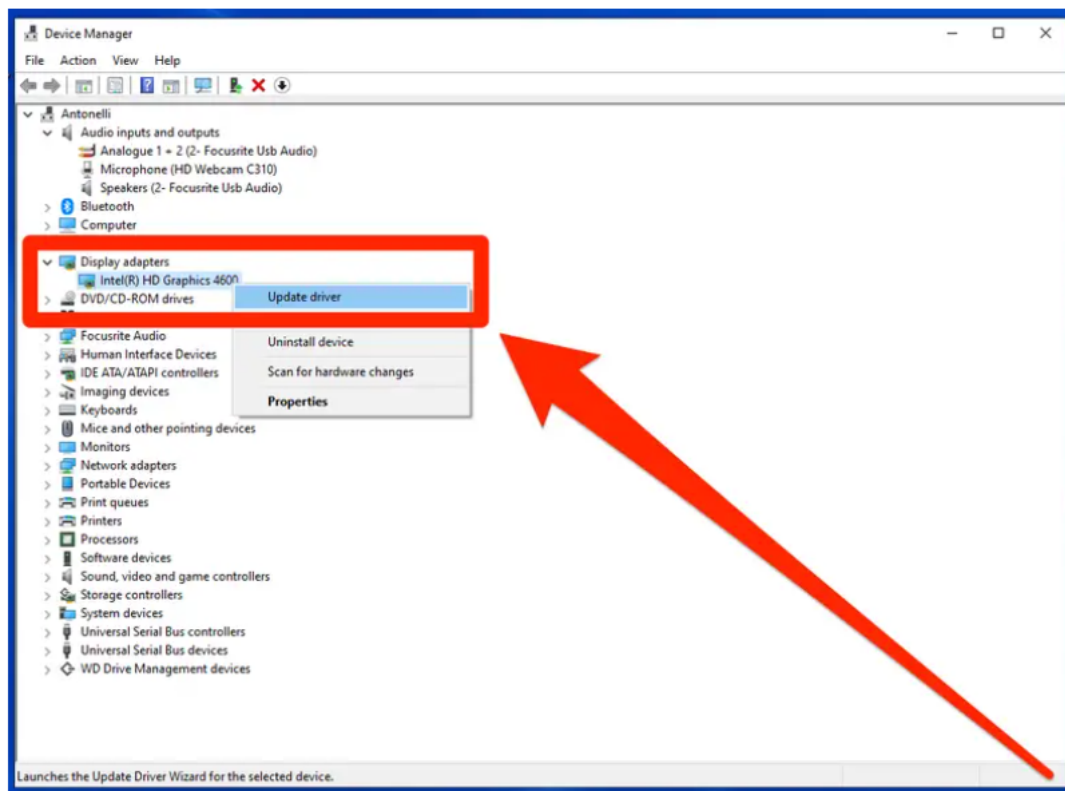 Device Manager
File Action View Help
Antonelli
Audio inputs and outputs
Analogue 1 + 2 (2- Focusrite Usb Audio)
Microphone (HD Webcam C310)
Speakers (2- Focusrite Usb Audio)
Bluetooth
Computer
Display adapters
Intel(R) HD Graphics 4600
DVD/CD-ROM drives
Update driver
Uninstall device
Scan for hardware changes
Properties
Focusrite Audio
Human Interface Devices
IDE ATA/ATAPI controllers
Imaging devices
Keyboards
Mice and other pointing devices
Monitors
Network adapters
Portable Devices
Print queues
Printers
Processors
Software devices
Sound, video and game controllers
Storage controllers
System devices
Universal Serial Bus controllers
Universal Serial Bus devices
WD Drive Management devices
Launches the Update Driver Wizard for the selected device.